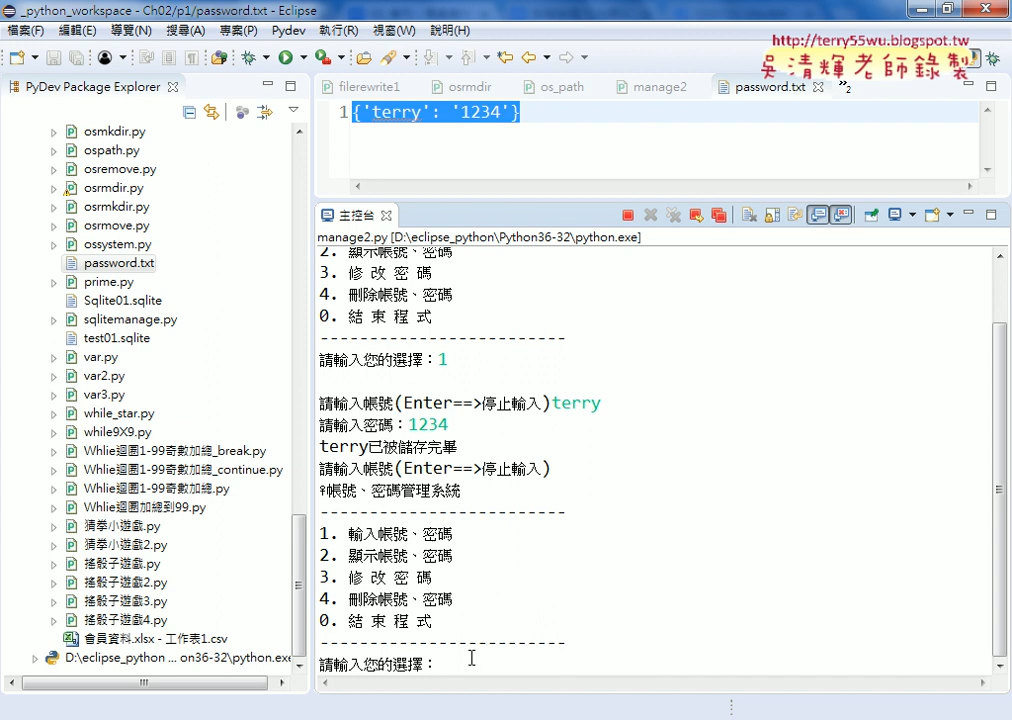 _python_workspace - Ch02/p1/password.txt - Eclipse
檔案(F) 編輯(E) 導覽(N) 搜尋(A) 專案(P) Pydev 執行(R) 視窗(W) 說明(H)
http://terry55wu.blogspot.tw
吳清輝老師錄製
PyDev Package Explorer
filerewrite1 osrmdir os_path manage2 password.txt »2
1 {'terry': '1234'}
osmkdir.py
ospath.py
osremove.py
osrmdir.py
osrmkdir.py
osrmove.py
ossystem.py
password.txt
prime.py
Sqlite01.sqlite
sqlitemanage.py
test01.sqlite
var.py
var2.py
var3.py
while_star.py
while9X9.py
Whlie迴圈1-99奇數加總_break.py
Whlie迴圈1-99奇數加總_continue.py
Whlie迴圈1-99奇數加總.py
Whlie迴圈加總到99.py
猜拳小遊戲.py
猜拳小遊戲2.py
搖骰子遊戲.py
搖骰子遊戲2.py
搖骰子遊戲3.py
搖骰子遊戲4.py
會員資料.xlsx - 工作表1.csv
D:\eclipse_python ... on36-32\python.exe
主控台
manage2.py [D:\eclipse_python\Python36-32\python.exe]
2. 顯示帳號、密碼
3. 修 改 密 碼
4. 刪除帳號、密碼
0. 結 束 程 式
-------------------------
請輸入您的選擇：1
請輸入帳號(Enter==>停止輸入)terry
請輸入密碼：1234
terry已被儲存完畢
請輸入帳號(Enter==>停止輸入)
♀帳號、密碼管理系統
-------------------------
1. 輸入帳號、密碼
2. 顯示帳號、密碼
3. 修 改 密 碼
4. 刪除帳號、密碼
0. 結 束 程 式
-------------------------
請輸入您的選擇：